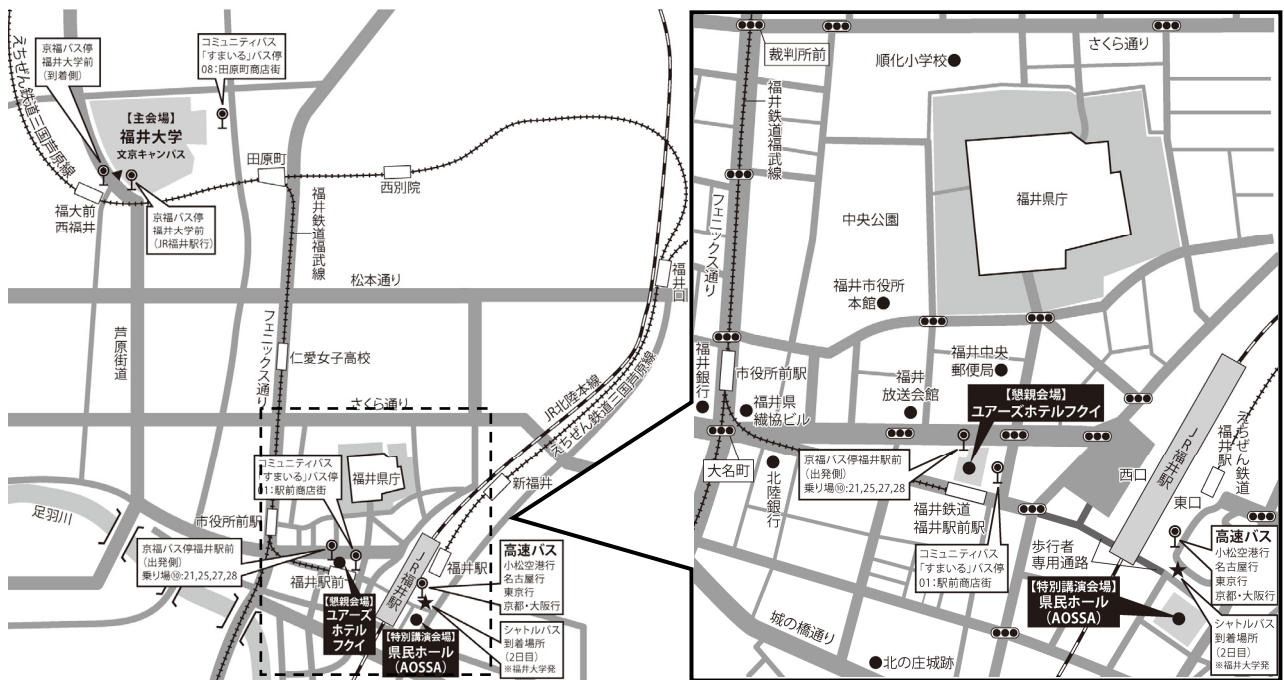 えちぜん鉄道三国芦原線
京福バス停
福井大学前
(到着側)
コミュニティバス
「すまいる」バス停
08：田原町商店街
【主会場】
福井大学
文京キャンパス
田原町
西別院
福大前
西福井
京福バス停
福井大学前
(JR福井駅行)
福井鉄道福武線
松本通り
福井口
芦原街道
フェニックス通り
仁愛女子高校
さくら通り
JR北陸本線
えちぜん鉄道三国芦原線
コミュニティバス
「すまいる」バス停
01：駅前商店街
福井県庁
新福井
足羽川
市役所前駅
京福バス停福井駅前
(出発側)
乗り場⑩:21,25,27,28
福井駅前
JR福井駅
福井駅
【懇親会場】
ユアーズ
ホテル
フクイ
高速バス
小松空港行
名古屋行
東京行
京都・大阪行
シャトルバス
到着場所
(2日目)
※福井大学発
【特別講演会場】
県民ホール
(AOSSA)
裁判所前
順化小学校
さくら通り
福井鉄道福武線
福井県庁
中央公園
フェニックス通り
福井市役所
本館
福井銀行
市役所前駅
福井県
繊協ビル
福井
放送会館
福井中央
郵便局
【懇親会場】
ユアーズホテルフクイ
大名町
北陸銀行
京福バス停福井駅前
(出発側)
乗り場⑩:21,25,27,28
福井鉄道
福井駅前駅
コミュニティバス
「すまいる」バス停
01：駅前商店街
西口
JR福井駅
東口
えちぜん鉄道
福井駅
歩行者
専用通路
高速バス
小松空港行
名古屋行
東京行
京都・大阪行
【特別講演会場】
県民ホール
(AOSSA)
シャトルバス
到着場所
(2日目)
※福井大学発
城の橋通り
北の庄城跡